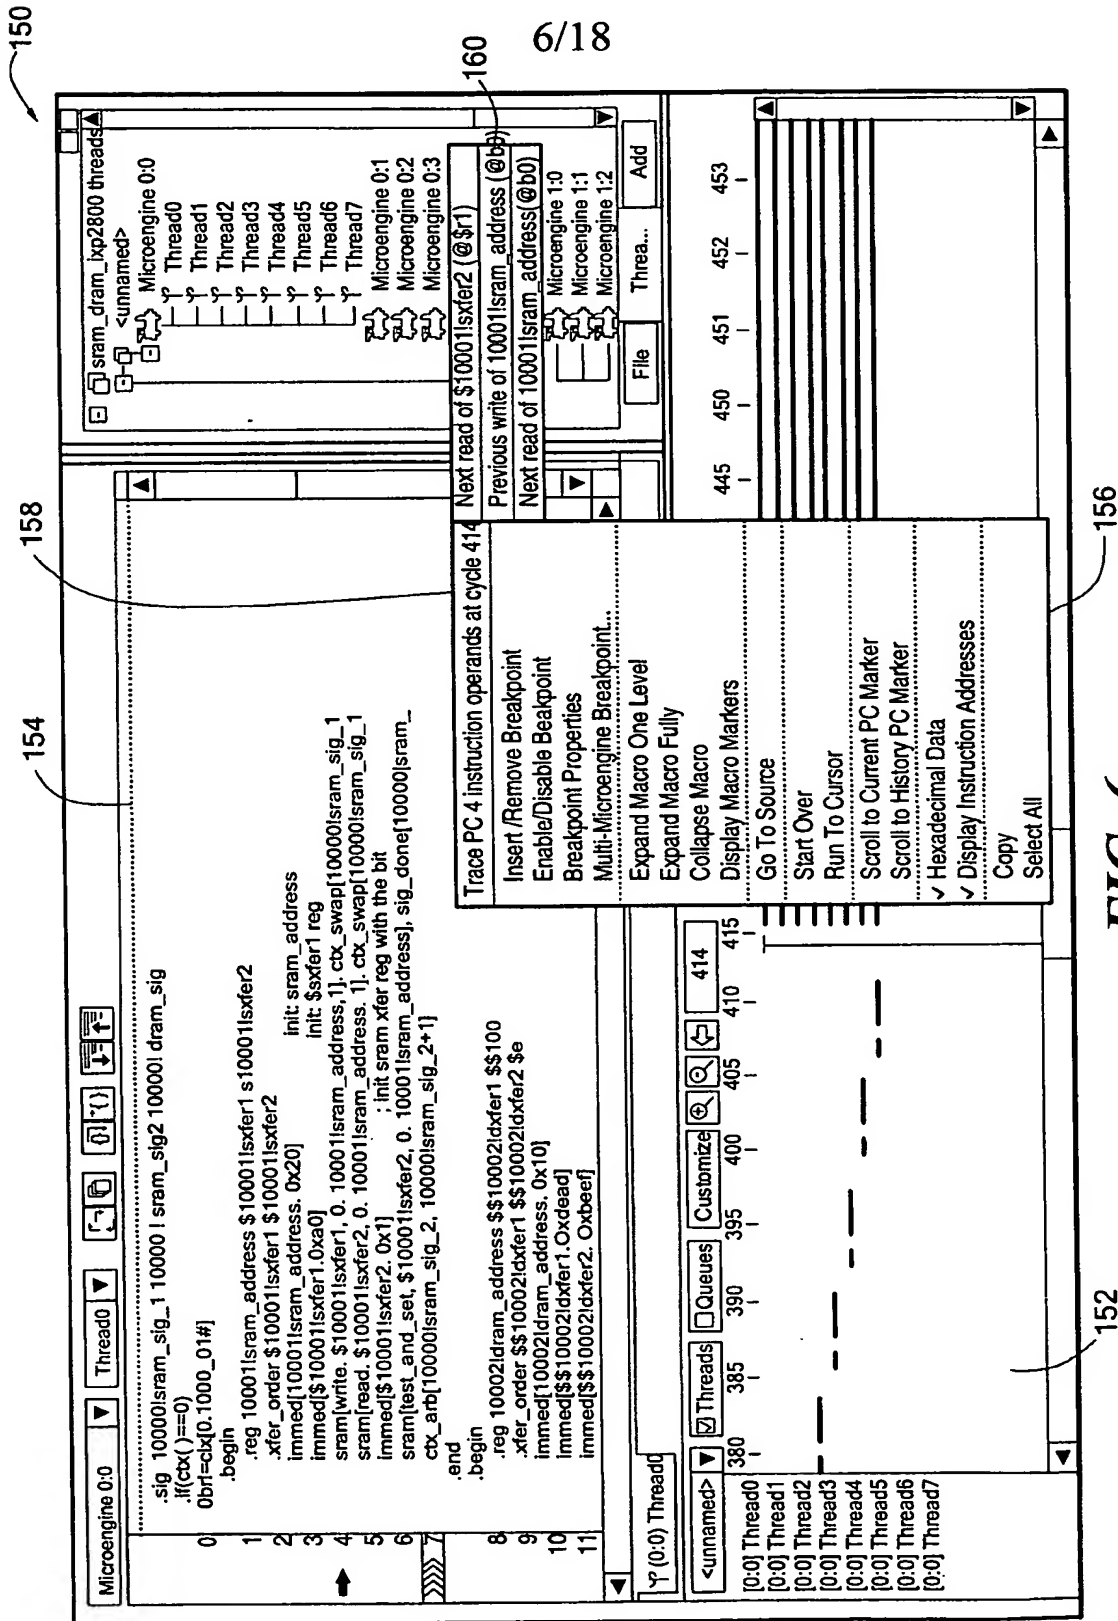 6/18
150
154
158
160
Microengine 0:0
Thread0
.sig 10000!sram_sig_1 10000 ! sram_sig2 10000! dram_sig
.if(ctx( )==0)
0 0brl=clx[0.1000_01#]
.begin
1 .reg 10001!sram_address $10001!sxfer1 s10001!sxfer2
.xfer_order $10001!sxfer1 $10001!sxfer2
2 immed[10001!sram_address. 0x20] init: sram_address
3 immed[$10001!sxfer1.0xa0] init: $sxfer1 reg
4 sram[write. $10001!sxfer1, 0. 10001!sram_address,1]. ctx_swap[10000!sram_sig_1
5 sram[read. $10001!sxfer2, 0. 10001!sram_address. 1]. ctx_swap[10000!sram_sig_1
6 immed[$10001!sxfer2. 0x1] ; init sram xfer reg with the bit
sram[test_and_set, $10001!sxfer2, 0. 10001!sram_address], sig_done[10000!sram_
7 ctx_arb[10000!sram_sig_2, 10000!sram_sig_2+1]
.end
.begin
8 .reg 10002!dram_address $$10002!dxfer1 $$100
.xfer_order $$10002!dxfer1 $$10002!dxfer2 $e
9 immed[10002!dram_address. 0x10]
10 immed[$$10002!dxfer1.Oxdead]
11 immed[$$10002!dxfer2. Oxbeef]
(0:0) Thread0
sram_dram_ixp2800 threads
<unnamed>
Microengine 0:0
Thread0
Thread1
Thread2
Thread3
Thread4
Thread5
Thread6
Thread7
Microengine 0:1
Microengine 0:2
Microengine 0:3
Next read of $10001!sxfer2 (@$r1)
Previous write of 10001!sram_address (@b0)
Next read of 10001!sram_address(@b0)
Microengine 1:0
Microengine 1:1
Microengine 1:2
File
Threa...
Add
Trace PC 4 instruction operands at cycle 414
Insert /Remove Breakpoint
Enable/Disable Beakpoint
Breakpoint Properties
Multi-Microengine Breakpoint...
Expand Macro One Level
Expand Macro Fully
Collapse Macro
Display Macro Markers
Go To Source
Start Over
Run To Cursor
Scroll to Current PC Marker
Scroll to History PC Marker
✓ Hexadecimal Data
✓ Display Instruction Addresses
Copy
Select All
<unnamed>
Threads
Queues
Customize
414
380 385 390 395 400 405 410 415 445 450 451 452 453
[0:0] Thread0
[0:0] Thread1
[0:0] Thread2
[0:0] Thread3
[0:0] Thread4
[0:0] Thread5
[0:0] Thread6
[0:0] Thread7
152
156